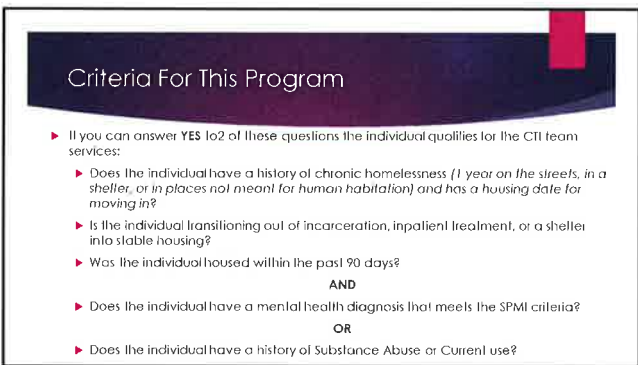 Criteria For This Program
If you can answer YES to2 of these questions the individual qualifies for the CTI team
services:
Does the individual have a history of chronic homelessness (1 year on the streets, in a
shelter, or in places not meant for human habitation) and has a housing date for
moving in?
Is the individual transitioning out of incarceration, inpatient treatment, or a shelter
into stable housing?
Was the individual housed within the past 90 days?
AND
Does the individual have a mental health diagnosis that meets the SPMI criteria?
OR
Does the individual have a history of Substance Abuse or Current use?